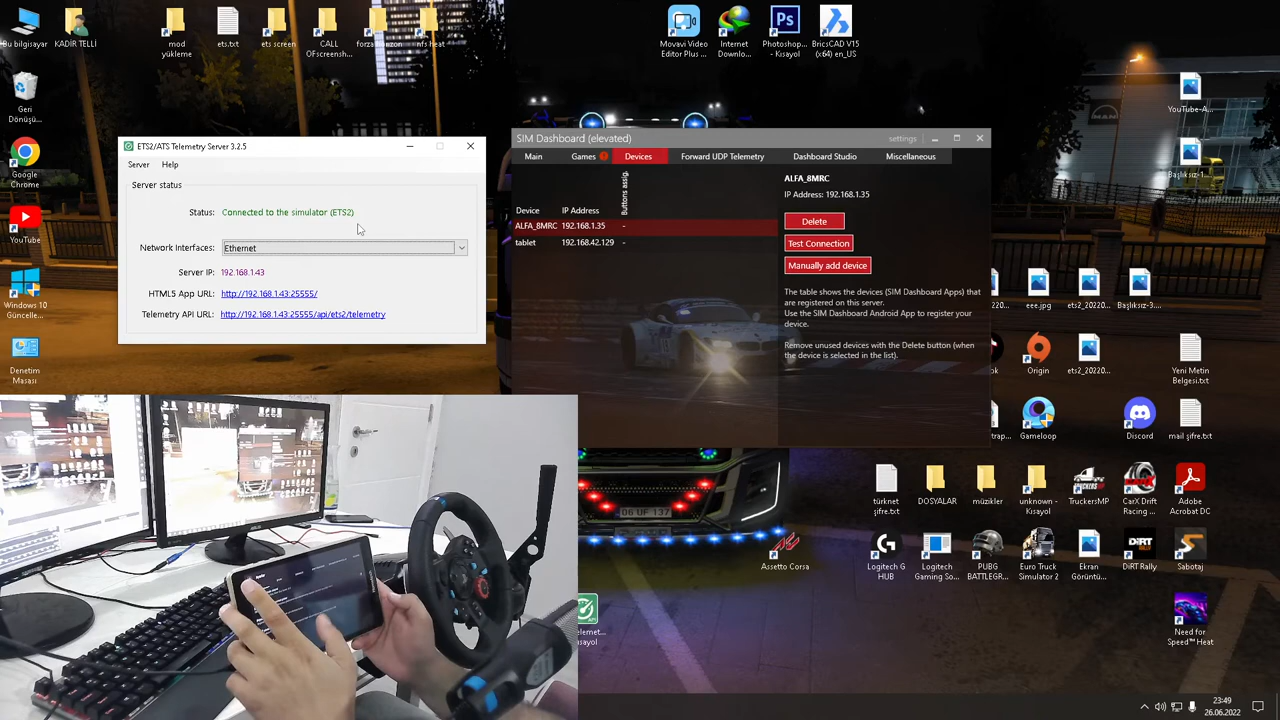 Bu bilgisayar
KADİR TELLİ
mod
yükleme
ets.txt
ets screen
CALL
OFscreensh...
nfs heat
Movavi Video
Editor Plus ...
Internet
Downlo...
Ps
Photoshop...
- Kısayol
BricsCAD V15
(x64) en_US
Geri
Dönüşü...
Google
Chrome
YouTube
Windows 10
Güncelle...
Denetim
Masası
YouTube-A...
Başlıksız-1...
ETS2/ATS Telemetry Server 3.2.5
Server Help
Server status
Status: Connected to the simulator (ETS2)
Network Interfaces: Ethernet
Server IP: 192.168.1.43
HTML5 App URL: http://192.168.1.43:25555/
Telemetry API URL: http://192.168.1.43:25555/api/ets2/telemetry
SIM Dashboard (elevated)
settings
Main Games Devices Forward UDP Telemetry Dashboard Studio Miscellaneous
Buttons assig.
Device IP Address
ALFA_8MRC 192.168.1.35 -
tablet 192.168.42.129 -
ALFA_8MRC
IP Address: 192.168.1.35
Delete
Test Connection
Manually add device
The table shows the devices (SIM Dashboard Apps) that
are registered on this server.
Use the SIM Dashboard Android App to register your
device.
Remove unused devices with the Delete button (when
the device is selected in the list).
eee.jpg
ets2_20220...
Başlıksız-3...
Origin
ets2_20220...
Yeni Metin
Belgesi.txt
Gameloop
Discord
mail şifre.txt
türknet
şifre.txt
DOSYALAR
müzikler
unknown -
Kısayol
TruckersMP
CarX Drift
Racing ...
Adobe
Acrobat DC
Assetto Corsa
Logitech G
HUB
Logitech
Gaming So...
PUBG
BATTLEGR...
Euro Truck
Simulator 2
Ekran
Görüntü...
DiRT Rally
Sabotaj
Need for
Speed™ Heat
06 UF 137
23:49
26.06.2022